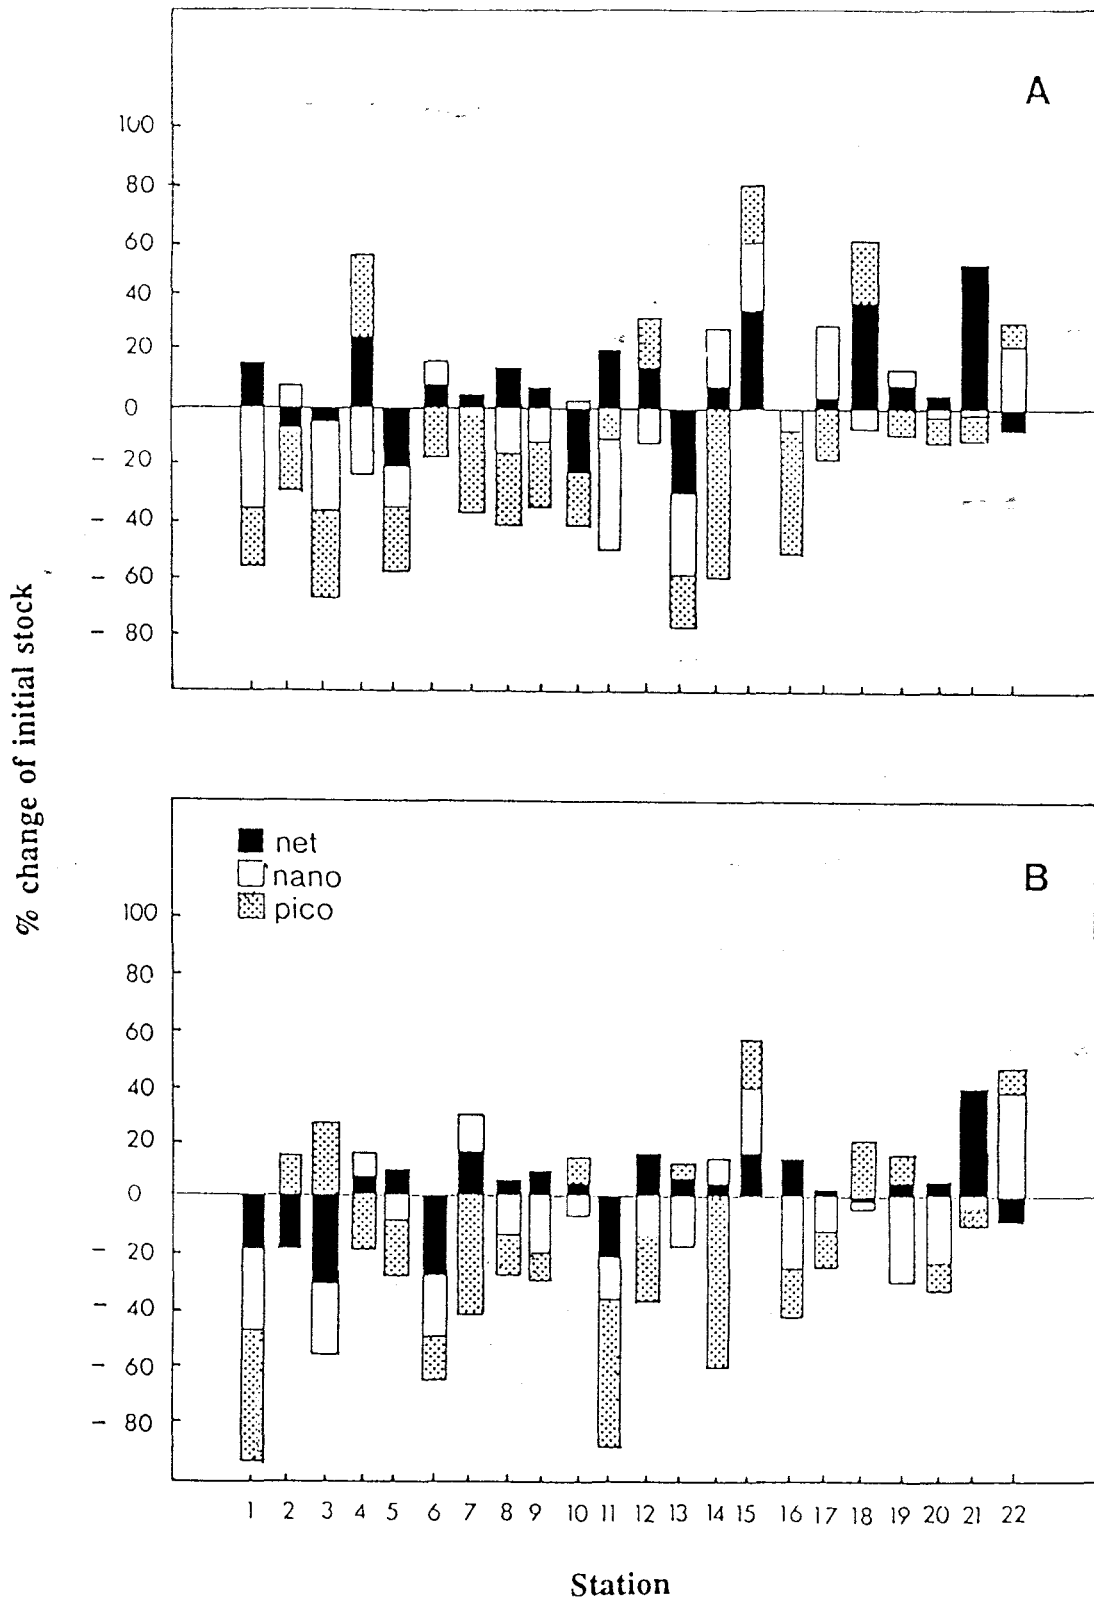 A
100
80
60
40
20
0
– 20
– 40
– 60
– 80
% change of initial stock
net
nano
pico
B
100
80
60
40
20
0
– 20
– 40
– 60
– 80
1 2 3 4 5 6 7 8 9 10 11 12 13 14 15 16 17 18 19 20 21 22
Station